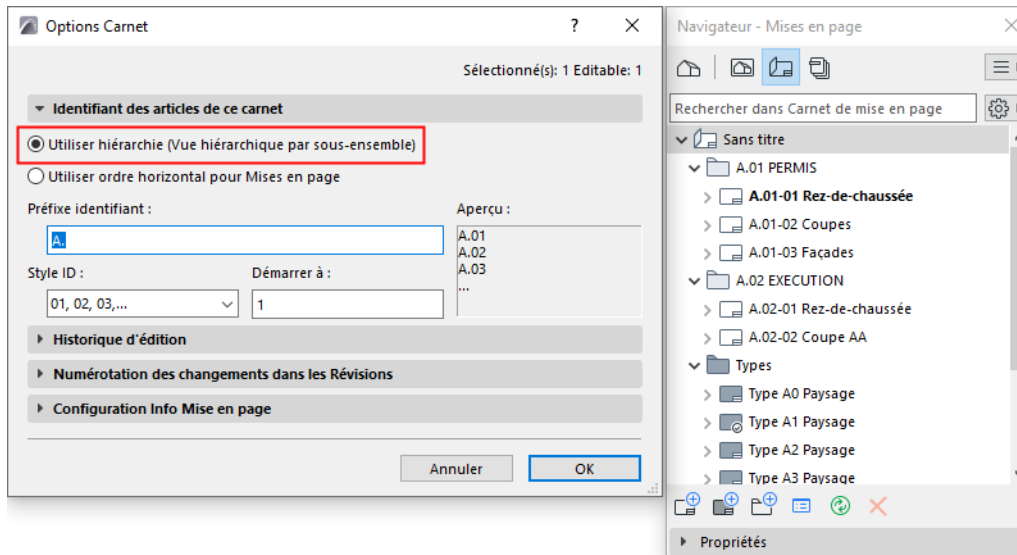 Options Carnet
?
Sélectionné(s): 1 Editable: 1
Identifiant des articles de ce carnet
Utiliser hiérarchie (Vue hiérarchique par sous-ensemble)
Utiliser ordre horizontal pour Mises en page
Préfixe identifiant :
A.
Aperçu :
A.01
A.02
A.03
...
Style ID :
01, 02, 03,...
Démarrer à :
1
Historique d'édition
Numérotation des changements dans les Révisions
Configuration Info Mise en page
Annuler
OK
Navigateur - Mises en page
Rechercher dans Carnet de mise en page
Sans titre
A.01 PERMIS
A.01-01 Rez-de-chaussée
A.01-02 Coupes
A.01-03 Façades
A.02 EXECUTION
A.02-01 Rez-de-chaussée
A.02-02 Coupe AA
Types
Type A0 Paysage
Type A1 Paysage
Type A2 Paysage
Type A3 Paysage
Propriétés